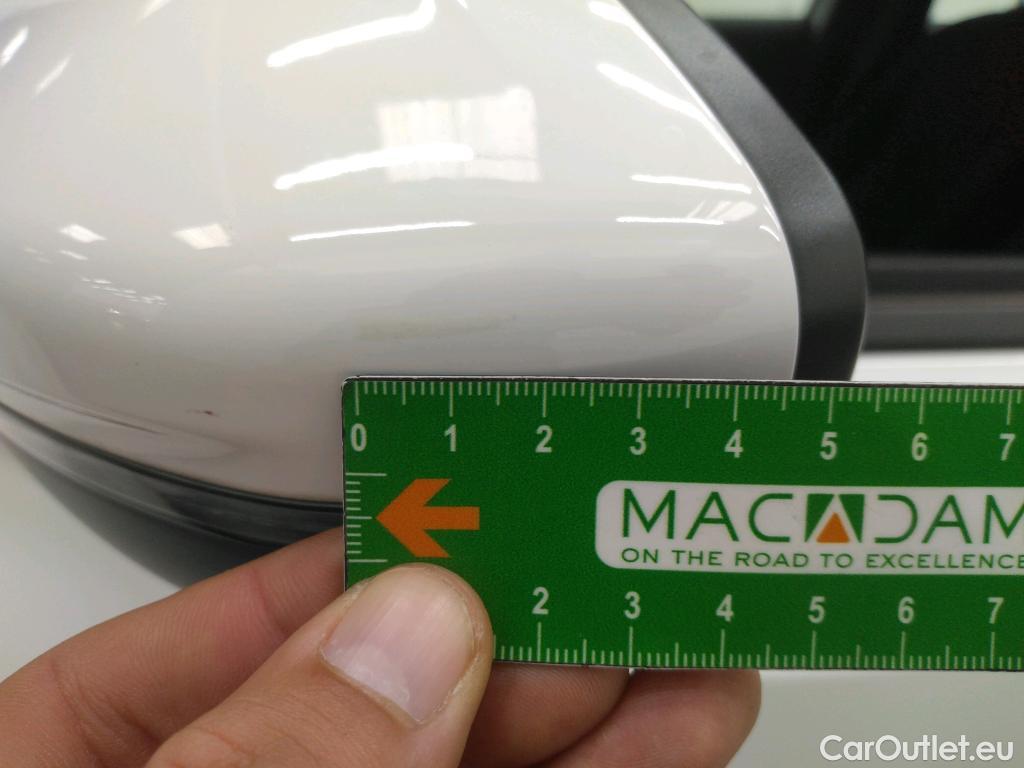 0 1 2 3 4 5 6 7
MACADAM
ON THE ROAD TO EXCELLENCE
2 3 4 5 6 7
CarOutlet.eu